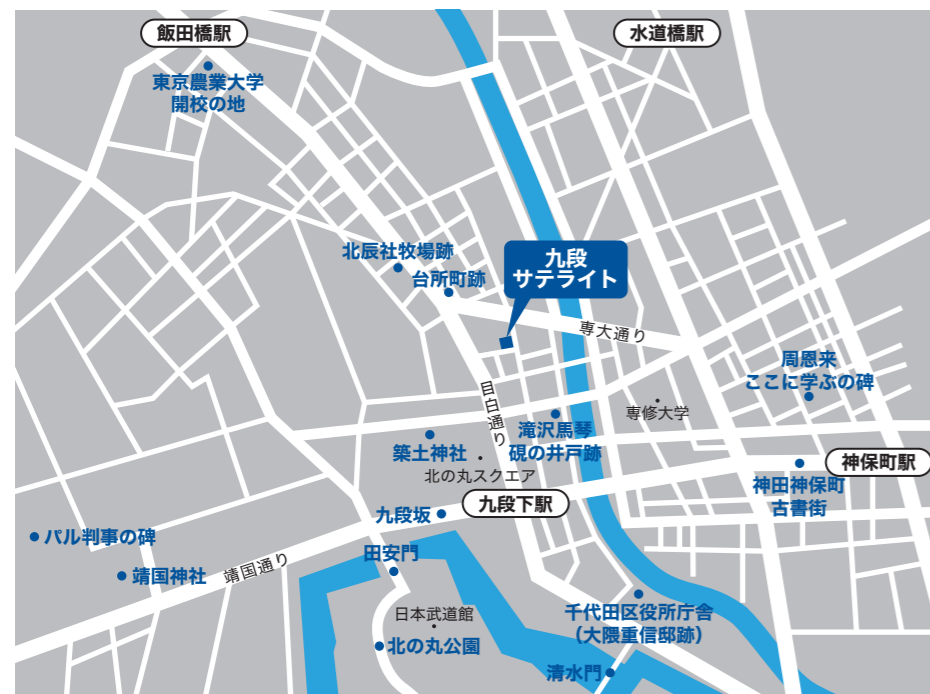 飯田橋駅
水道橋駅
東京農業大学
開校の地
北辰社牧場跡
台所町跡
九段
サテライト
専大通り
目白通り
周恩来
ここに学ぶの碑
専修大学
滝沢馬琴
硯の井戸跡
築土神社
北の丸スクエア
神保町駅
神田神保町
古書街
九段下駅
九段坂
パル判事の碑
靖国神社
靖国通り
田安門
日本武道館
北の丸公園
千代田区役所庁舎
（大隈重信邸跡）
清水門